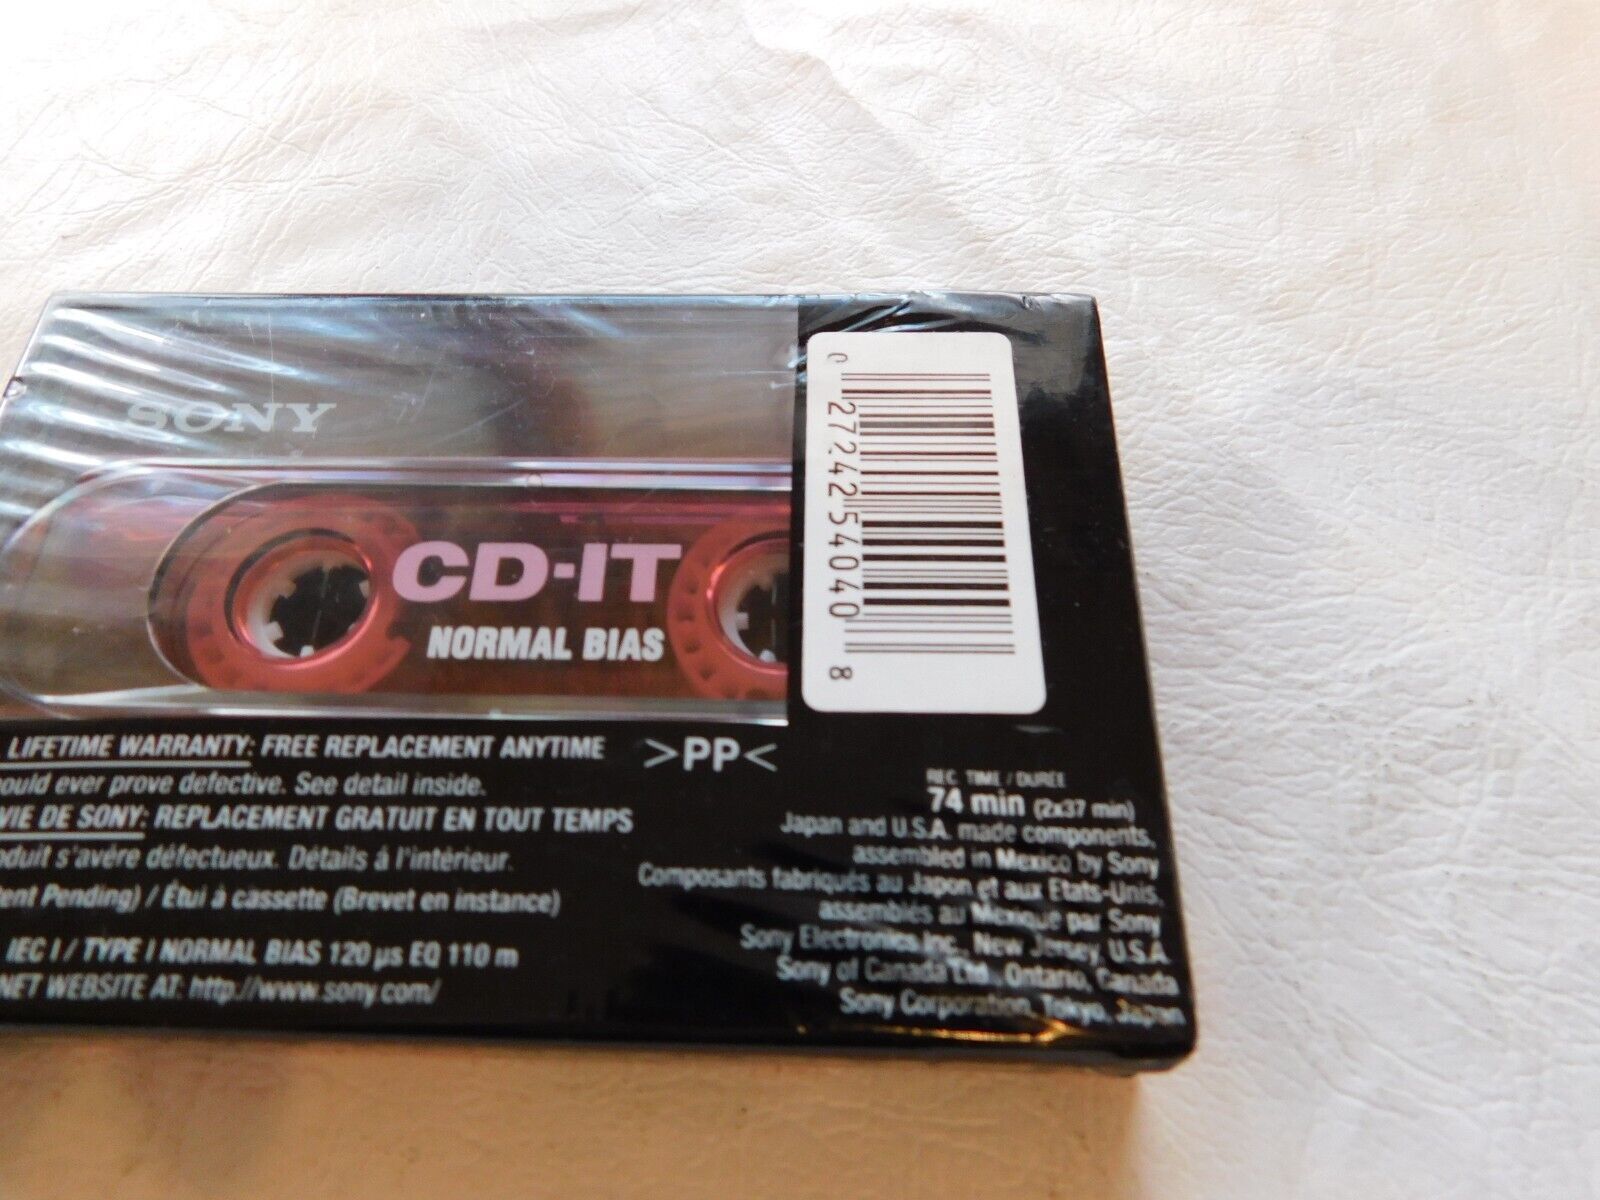 SONY
CD-IT
NORMAL BIAS
0 27242 54040 8
LIFETIME WARRANTY: FREE REPLACEMENT ANYTIME
ould ever prove defective. See detail inside.
VIE DE SONY: REPLACEMENT GRATUIT EN TOUT TEMPS
oduit s'avère défectueux. Détails à l'intérieur.
ent Pending) / Étui à cassette (Brevet en instance)
IEC I / TYPE I NORMAL BIAS 120 µs EQ 110 m
NET WEBSITE AT: http://www.sony.com/
>PP<
REC. TIME / DURÉE
74 min (2x37 min)
Japan and U.S.A. made components,
assembled in Mexico by Sony
Composants fabriqués au Japon et aux Etats-Unis,
assemblés au Mexique par Sony
Sony Electronics Inc., New Jersey, U.S.A.
Sony of Canada Ltd., Ontario, Canada
Sony Corporation, Tokyo, Japan